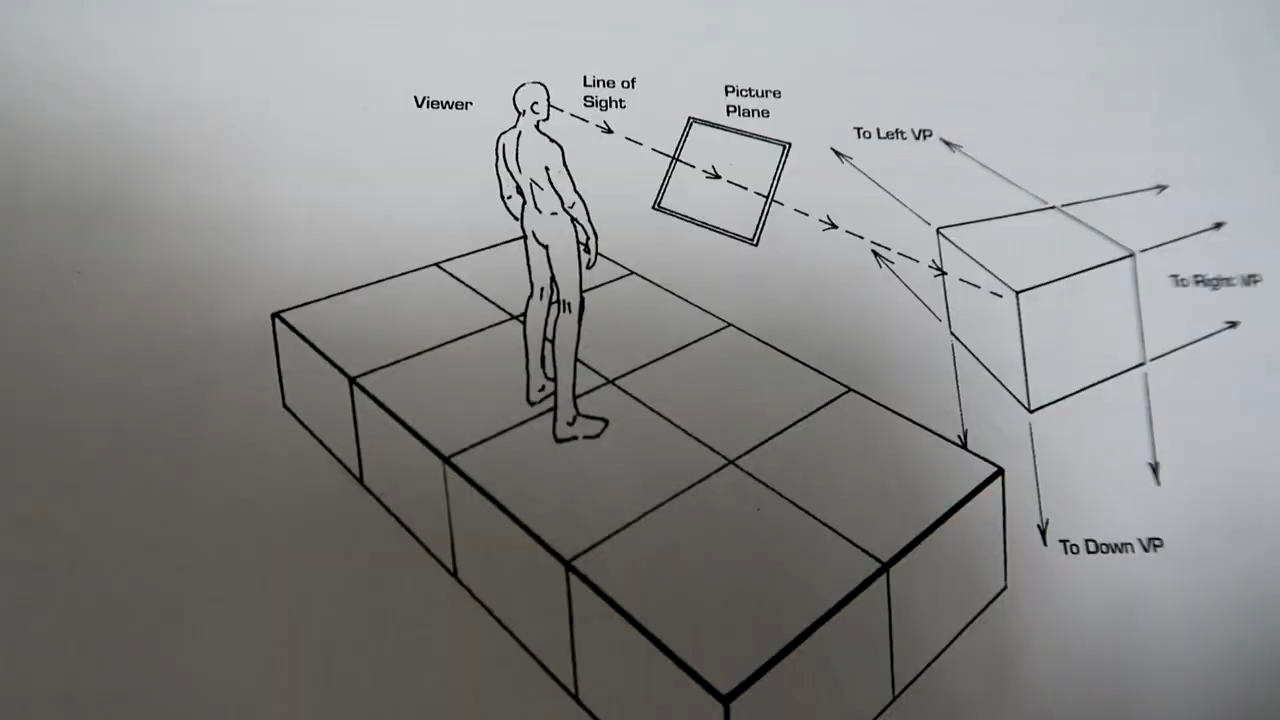 Viewer
Line of
Sight
Picture
Plane
To Left VP
To Right VP
To Down VP